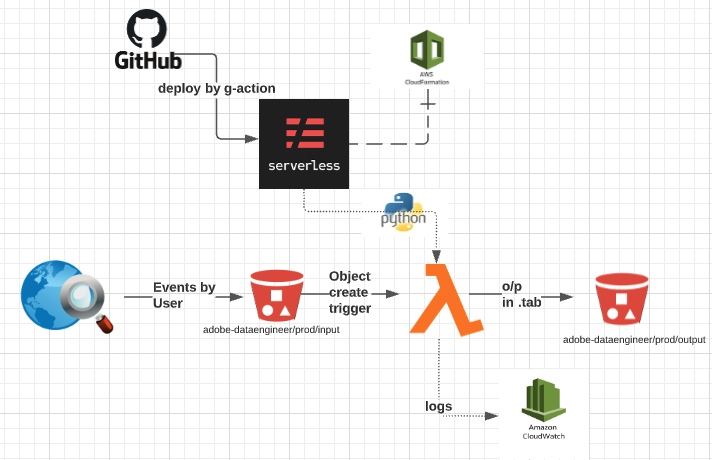 GitHub
deploy by g-action
AWS
CloudFormation
serverless
python
Events by
User
Object
create
trigger
o/p
in .tab
adobe-dataengineer/prod/input
adobe-dataengineer/prod/output
logs
Amazon
CloudWatch